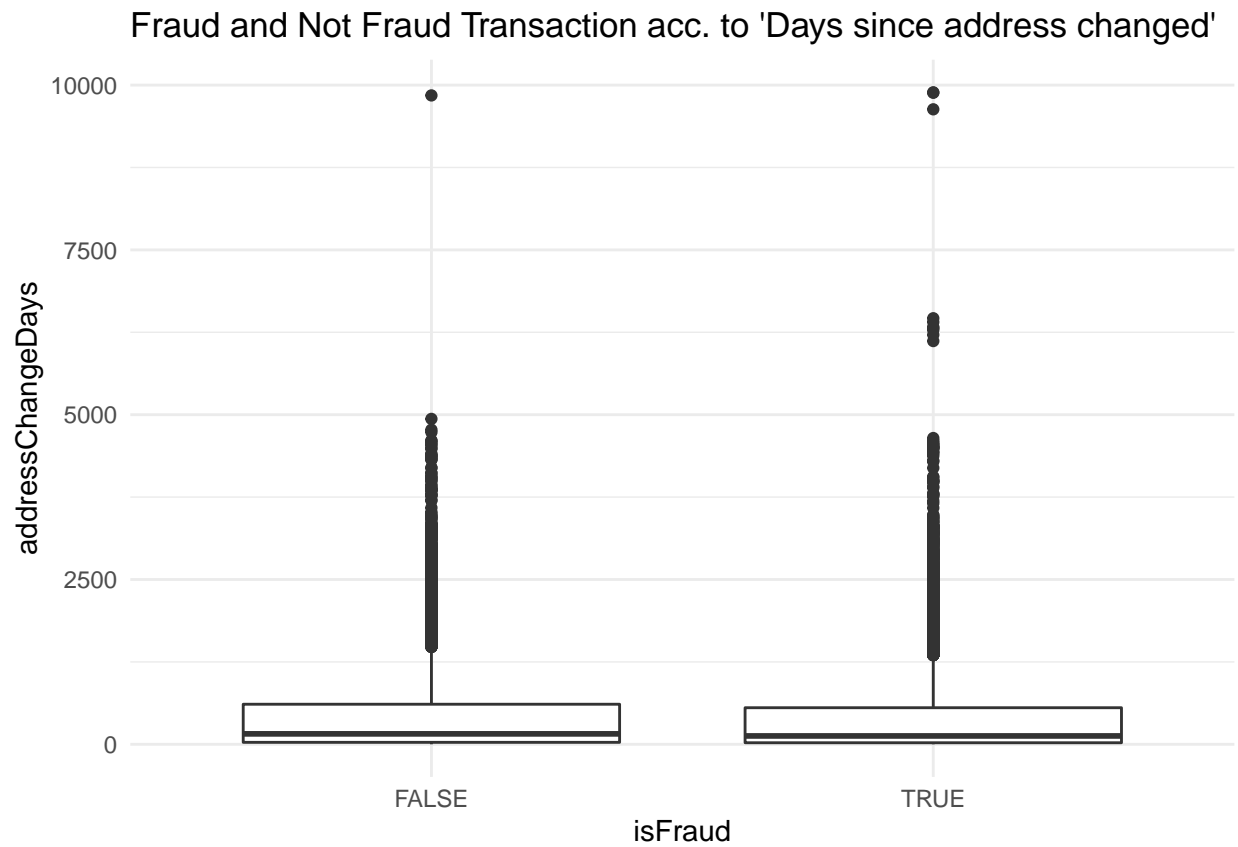 Fraud and Not Fraud Transaction acc. to 'Days since address changed'
10000
7500
5000
2500
0
addressChangeDays
FALSE
TRUE
isFraud